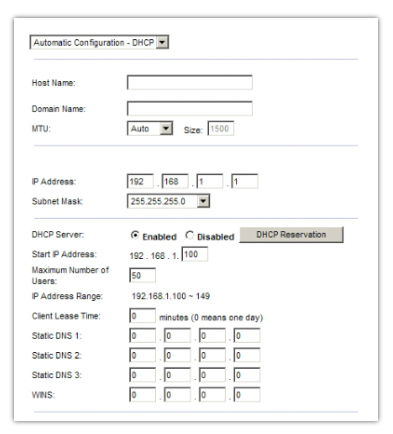 Automatic Configuration - DHCP
Host Name:
Domain Name:
MTU: Auto Size: 1500
IP Address: 192 . 168 . 1 . 1
Subnet Mask: 255.255.255.0
DHCP Server: Enabled Disabled DHCP Reservation
Start IP Address: 192 . 168 . 1. 100
Maximum Number of
Users: 50
IP Address Range: 192.168.1.100 ~ 149
Client Lease Time: 0 minutes (0 means one day)
Static DNS 1: 0 . 0 . 0 . 0
Static DNS 2: 0 . 0 . 0 . 0
Static DNS 3: 0 . 0 . 0 . 0
WINS: 0 . 0 . 0 . 0